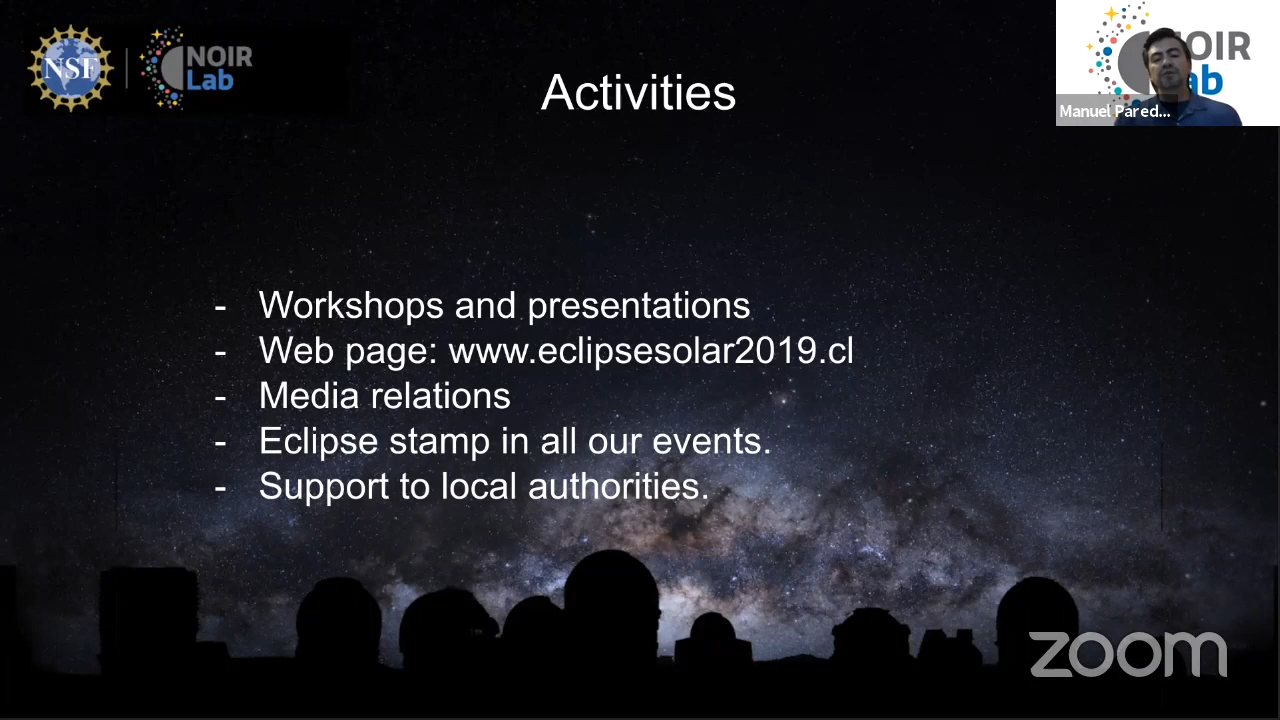 NSF
NOIR
Lab
Activities
NOIR
ab
Manuel Pared...
- Workshops and presentations
- Web page: www.eclipsesolar2019.cl
- Media relations
- Eclipse stamp in all our events.
- Support to local authorities.
zoom